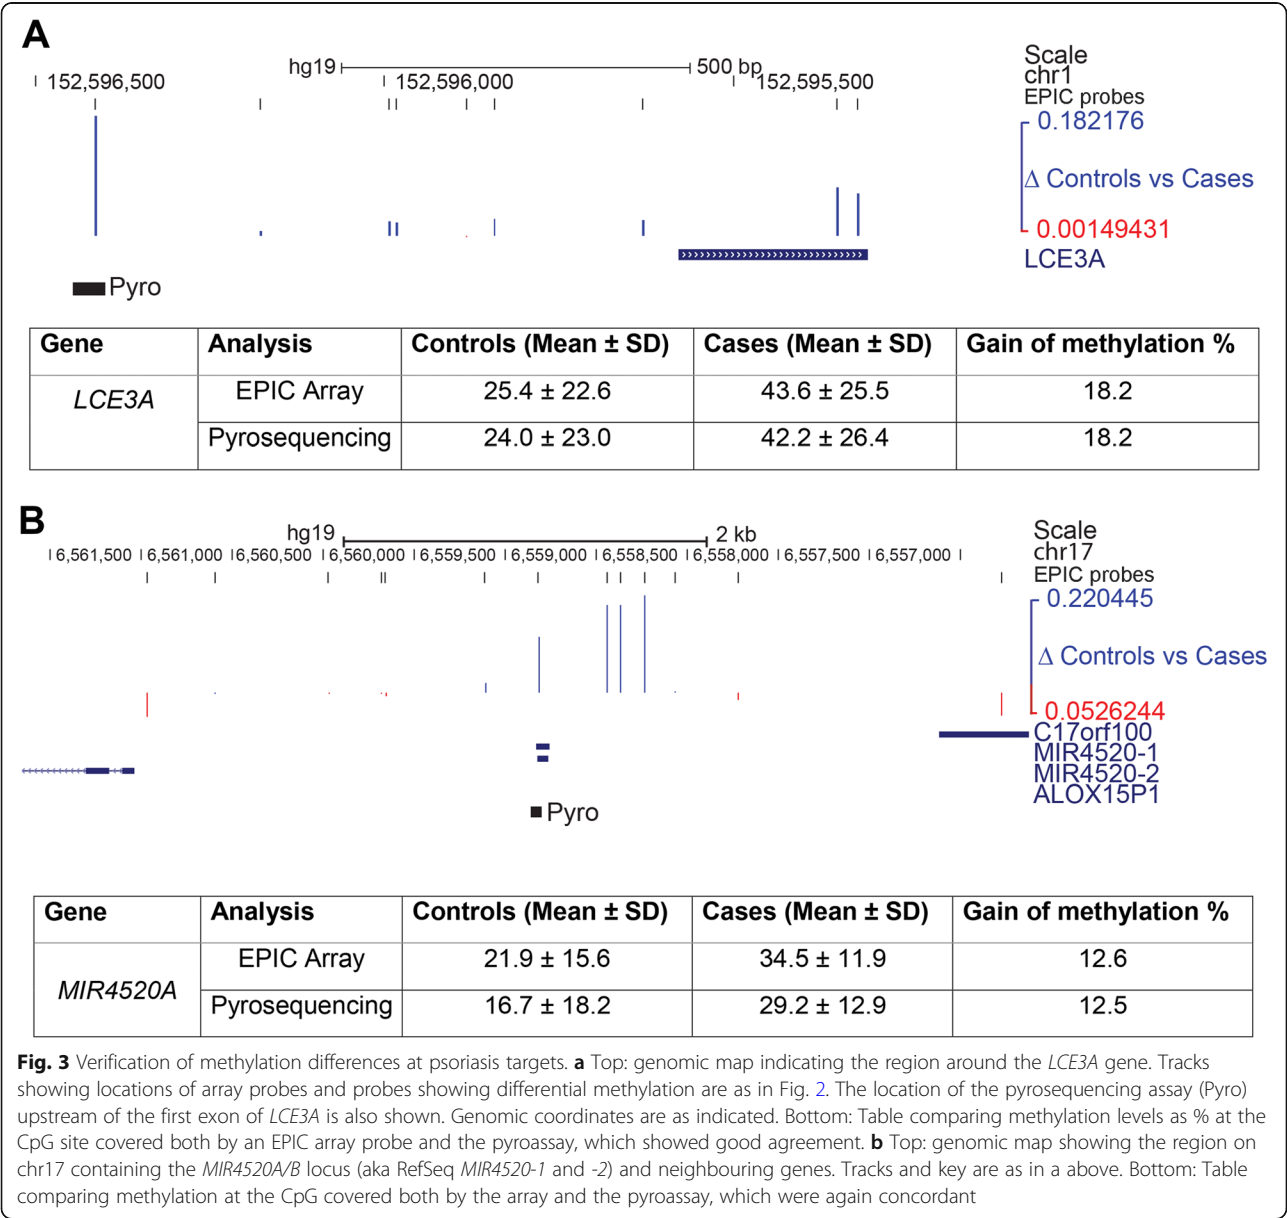 A
hg19 500 bp Scale
152,596,500 152,596,000 152,595,500 chr1
EPIC probes
0.182176
Δ Controls vs Cases
0.00149431
LCE3A
Pyro
Gene Analysis Controls (Mean ± SD) Cases (Mean ± SD) Gain of methylation %
LCE3A EPIC Array 25.4 ± 22.6 43.6 ± 25.5 18.2
Pyrosequencing 24.0 ± 23.0 42.2 ± 26.4 18.2
B
hg19 2 kb Scale
6,561,500 6,561,000 6,560,500 6,560,000 6,559,500 6,559,000 6,558,500 6,558,000 6,557,500 6,557,000 chr17
EPIC probes
0.220445
Δ Controls vs Cases
0.0526244
C17orf100
MIR4520-1
MIR4520-2
ALOX15P1
Pyro
Gene Analysis Controls (Mean ± SD) Cases (Mean ± SD) Gain of methylation %
MIR4520A EPIC Array 21.9 ± 15.6 34.5 ± 11.9 12.6
Pyrosequencing 16.7 ± 18.2 29.2 ± 12.9 12.5
Fig. 3 Verification of methylation differences at psoriasis targets. a Top: genomic map indicating the region around the LCE3A gene. Tracks
showing locations of array probes and probes showing differential methylation are as in Fig. 2. The location of the pyrosequencing assay (Pyro)
upstream of the first exon of LCE3A is also shown. Genomic coordinates are as indicated. Bottom: Table comparing methylation levels as % at the
CpG site covered both by an EPIC array probe and the pyroassay, which showed good agreement. b Top: genomic map showing the region on
chr17 containing the MIR4520A/B locus (aka RefSeq MIR4520-1 and -2) and neighbouring genes. Tracks and key are as in a above. Bottom: Table
comparing methylation at the CpG covered both by the array and the pyroassay, which were again concordant